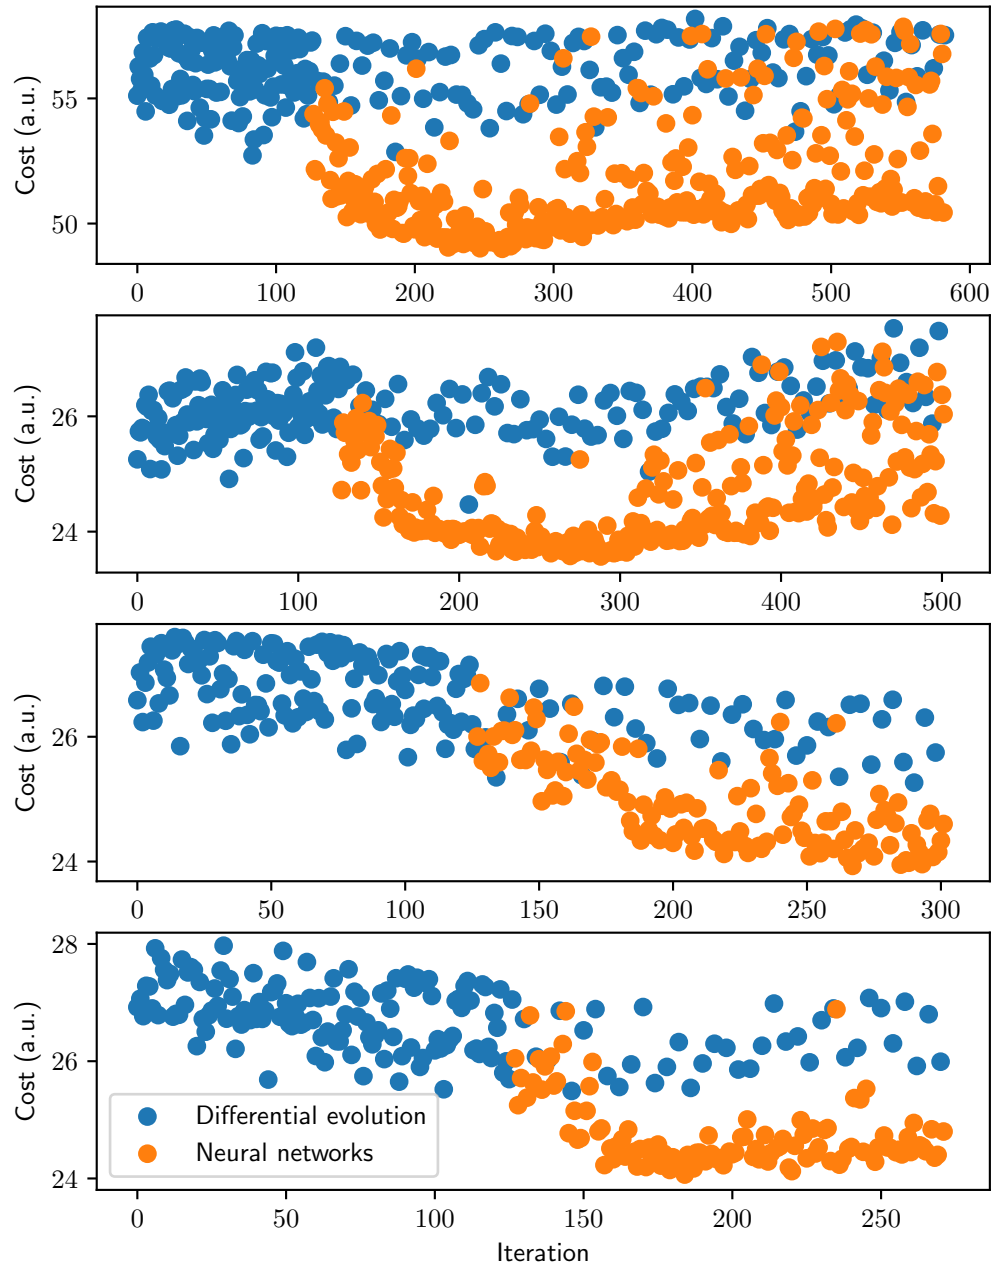 Cost (a.u.)
55
50
0 100 200 300 400 500 600
Cost (a.u.)
26
24
0 100 200 300 400 500
Cost (a.u.)
26
24
0 50 100 150 200 250 300
Cost (a.u.)
28
26
24
Differential evolution
Neural networks
0 50 100 150 200 250
Iteration